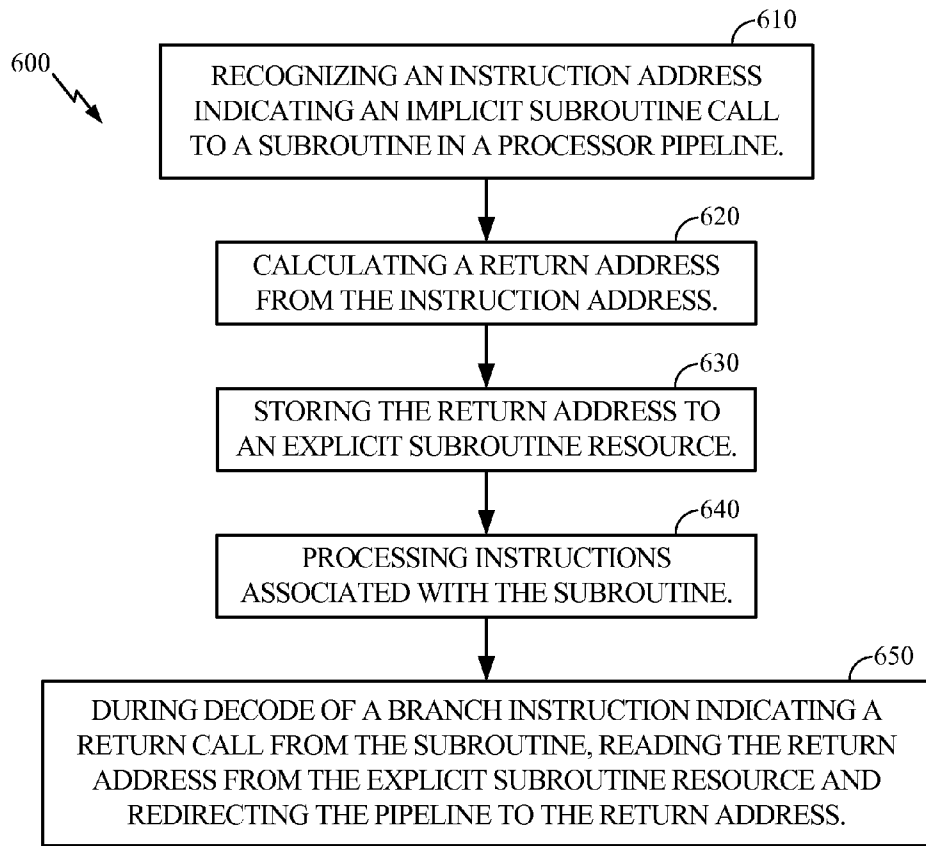 610
600
RECOGNIZING AN INSTRUCTION ADDRESS
INDICATING AN IMPLICIT SUBROUTINE CALL
TO A SUBROUTINE IN A PROCESSOR PIPELINE.
620
CALCULATING A RETURN ADDRESS
FROM THE INSTRUCTION ADDRESS.
630
STORING THE RETURN ADDRESS TO
AN EXPLICIT SUBROUTINE RESOURCE.
640
PROCESSING INSTRUCTIONS
ASSOCIATED WITH THE SUBROUTINE.
650
DURING DECODE OF A BRANCH INSTRUCTION INDICATING A
RETURN CALL FROM THE SUBROUTINE, READING THE RETURN
ADDRESS FROM THE EXPLICIT SUBROUTINE RESOURCE AND
REDIRECTING THE PIPELINE TO THE RETURN ADDRESS.